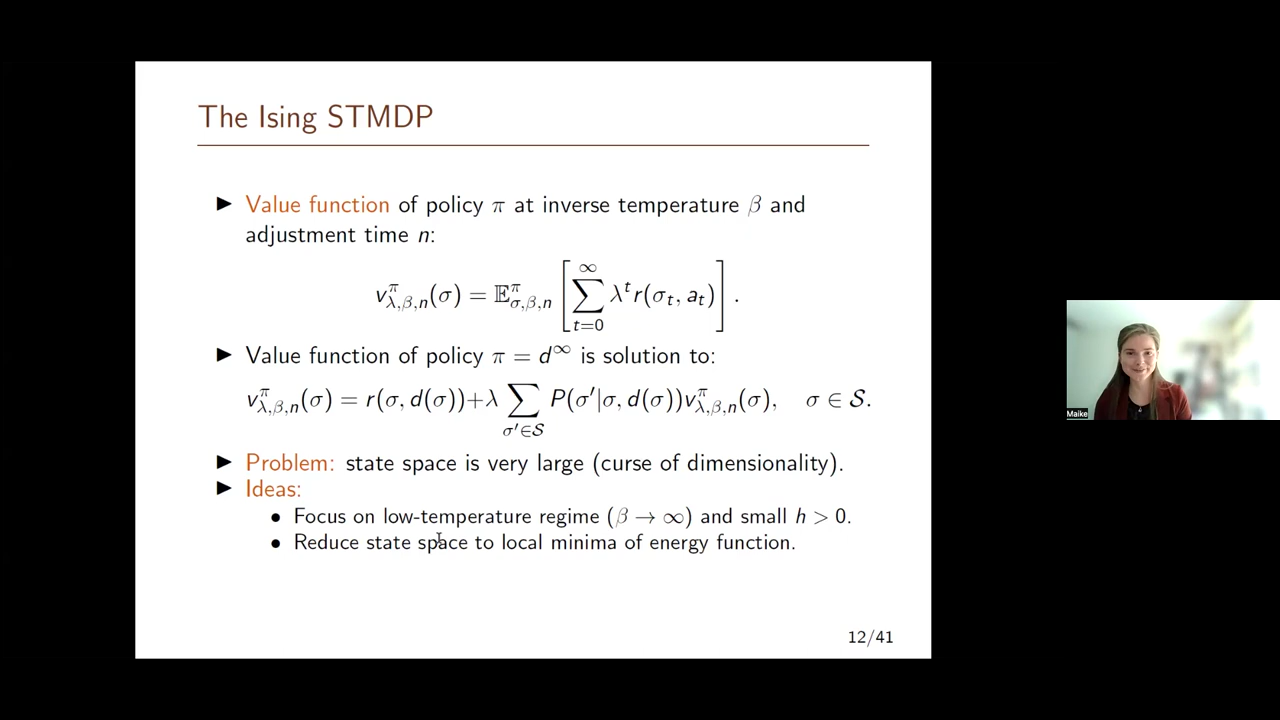 The Ising STMDP
▶ Value function of policy π at inverse temperature β and
adjustment time n:
v^π_{λ,β,n}(σ) = 𝔼^π_{σ,β,n} [ ∑_{t=0}^{∞} λ^t r(σ_t, a_t) ] .
▶ Value function of policy π = d^∞ is solution to:
v^π_{λ,β,n}(σ) = r(σ, d(σ))+λ ∑_{σ'∈𝒮} P(σ'|σ, d(σ))v^π_{λ,β,n}(σ), σ ∈ 𝒮.
▶ Problem: state space is very large (curse of dimensionality).
▶ Ideas:
• Focus on low-temperature regime (β → ∞) and small h > 0.
• Reduce state space to local minima of energy function.
12/41
Maike